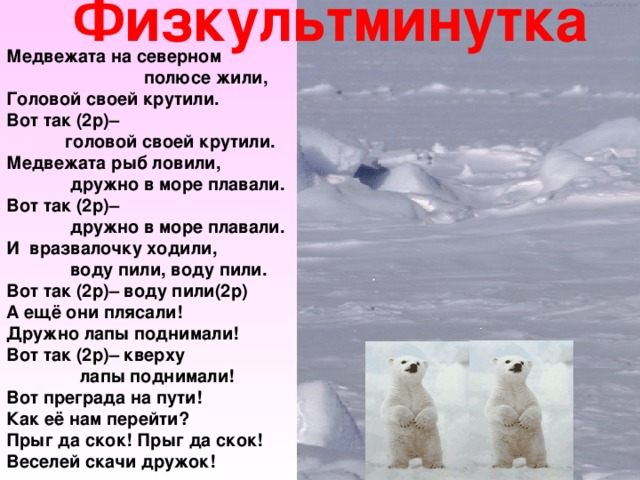 Физкультминутка
Медвежата на северном
полюсе жили,
Головой своей крутили.
Вот так (2р)–
головой своей крутили.
Медвежата рыб ловили,
дружно в море плавали.
Вот так (2р)–
дружно в море плавали.
И вразвалочку ходили,
воду пили, воду пили.
Вот так (2р)– воду пили(2р)
А ещё они плясали!
Дружно лапы поднимали!
Вот так (2р)– кверху
лапы поднимали!
Вот преграда на пути!
Как её нам перейти?
Прыг да скок! Прыг да скок!
Веселей скачи дружок!